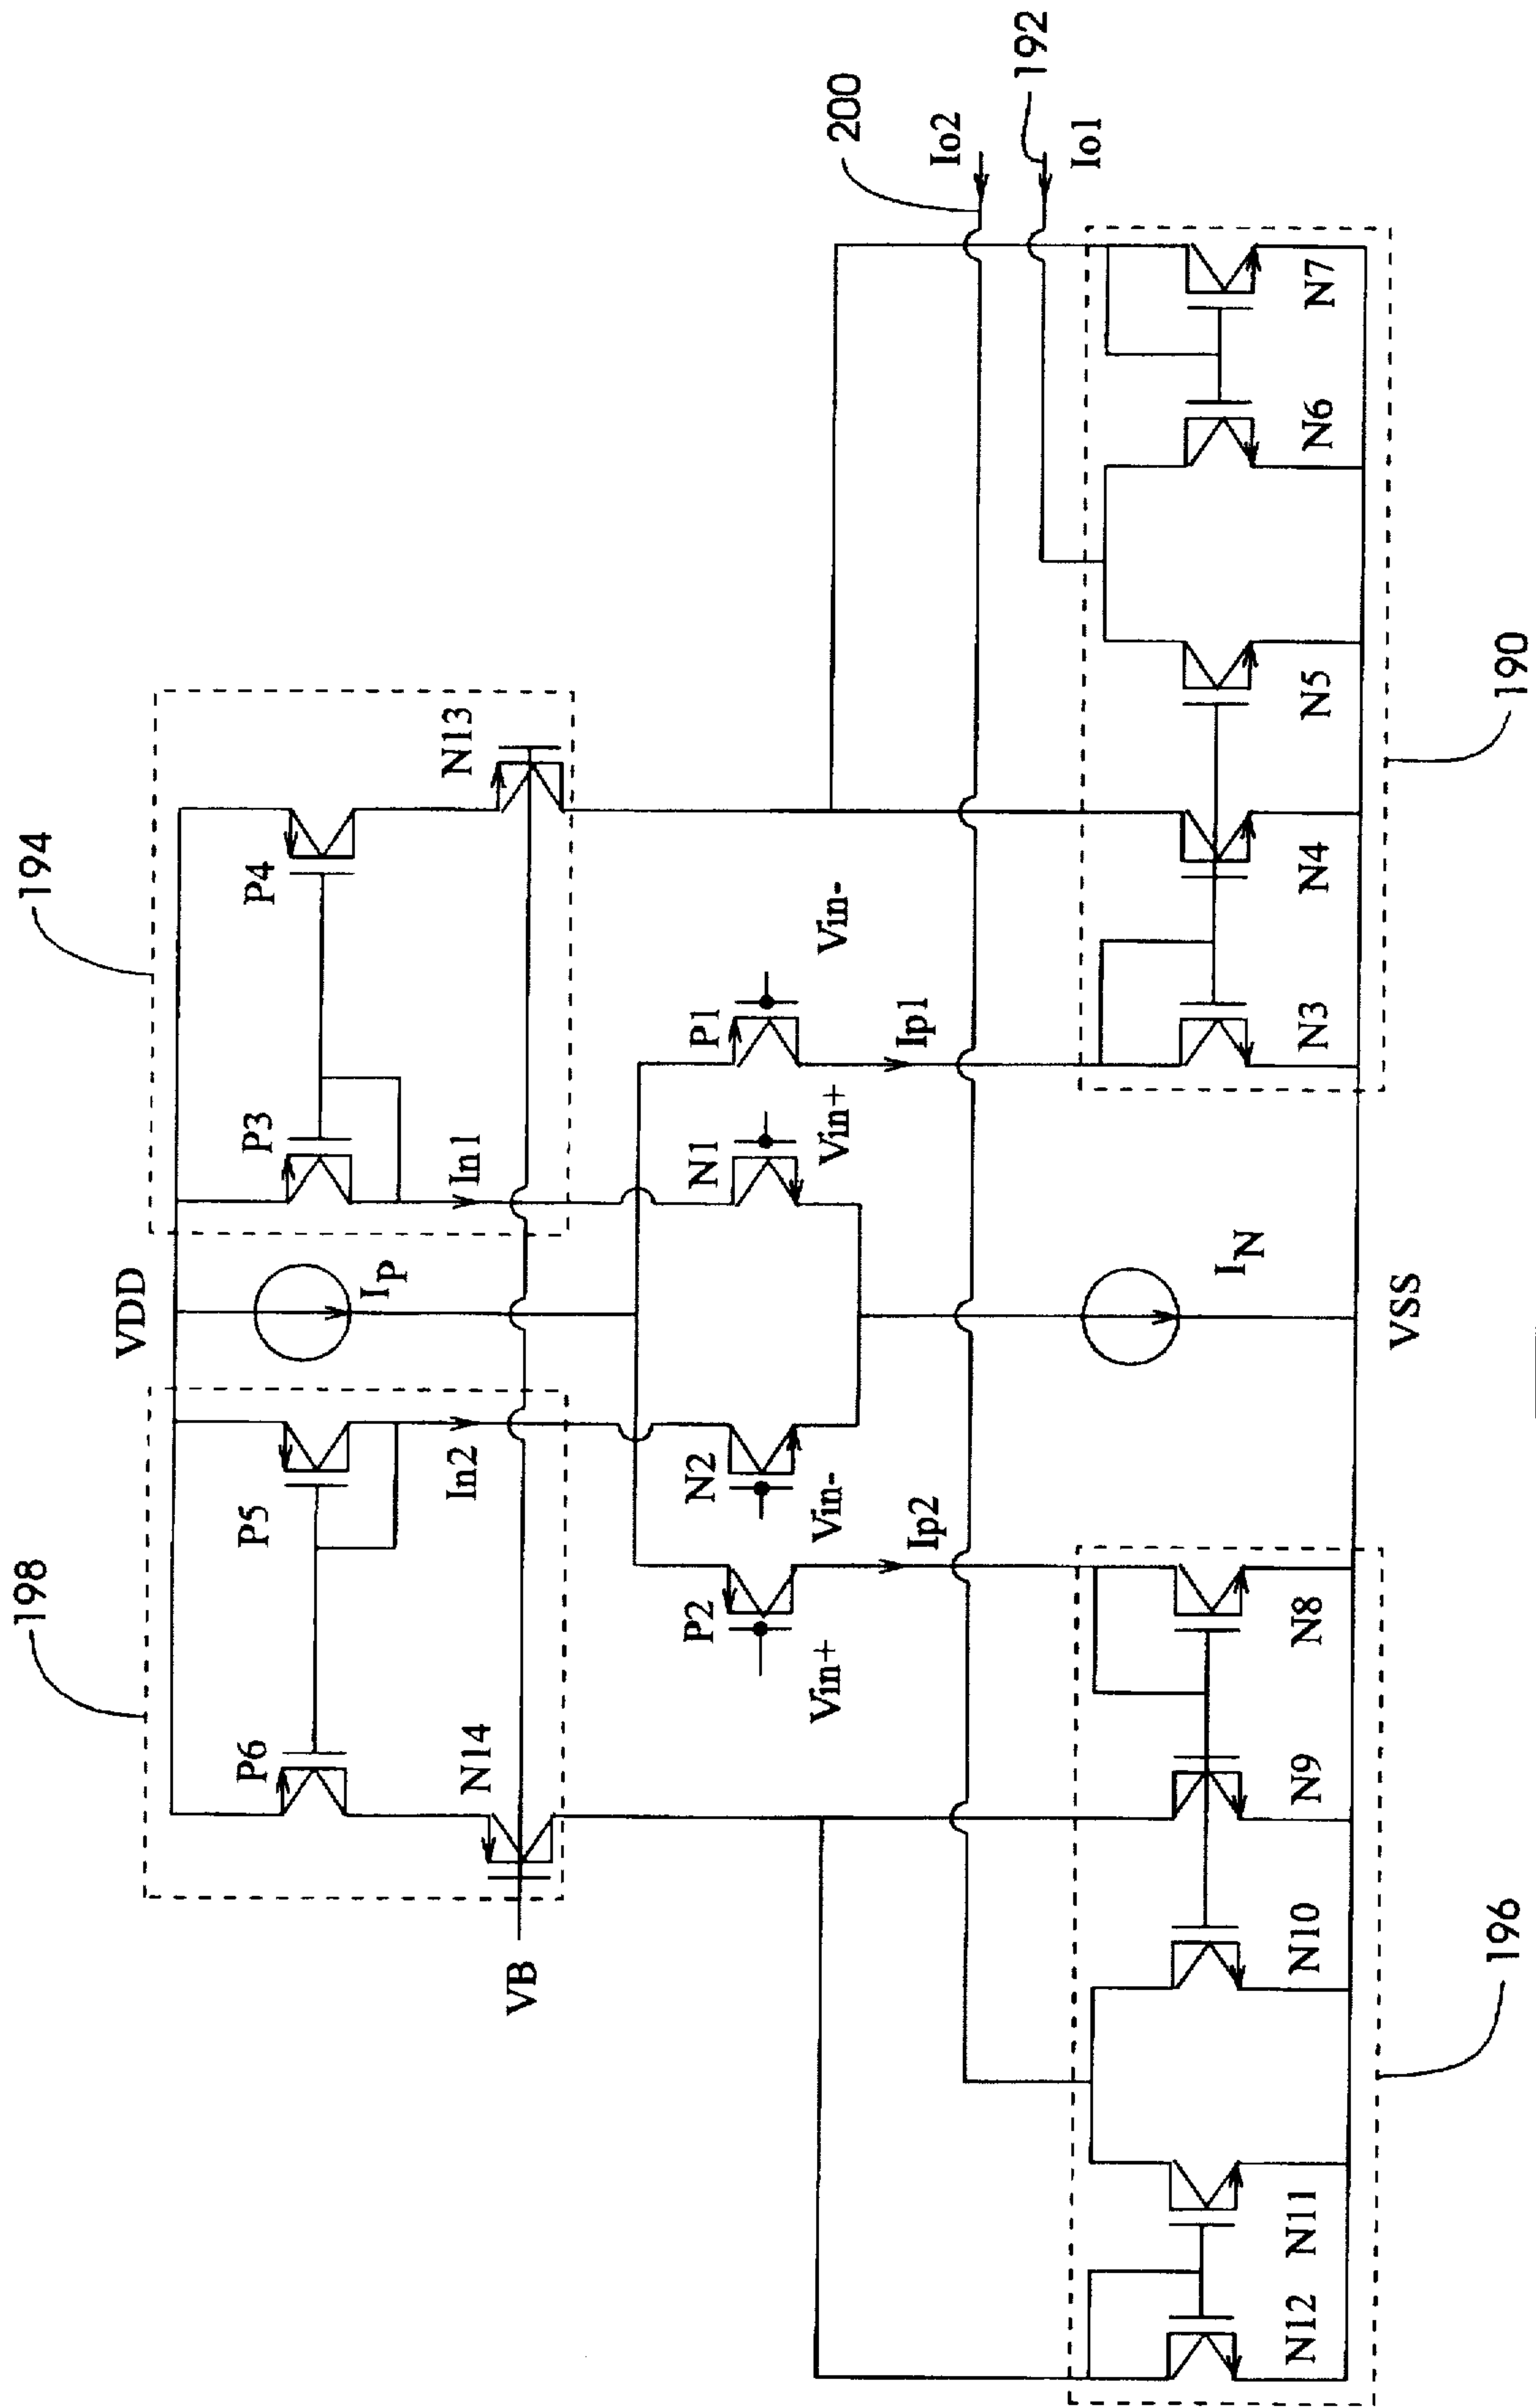 198
194
VDD
P6
P5
P3
P4
I_P
N14
In2
In1
N13
VB
P2
N2
N1
P1
Vin+
Vin-
Vin+
Vin-
Ip2
Ip1
200
Io2
192
Io1
I_N
N12
N11
N10
N9
N8
N3
N4
N5
N6
N7
VSS
196
190